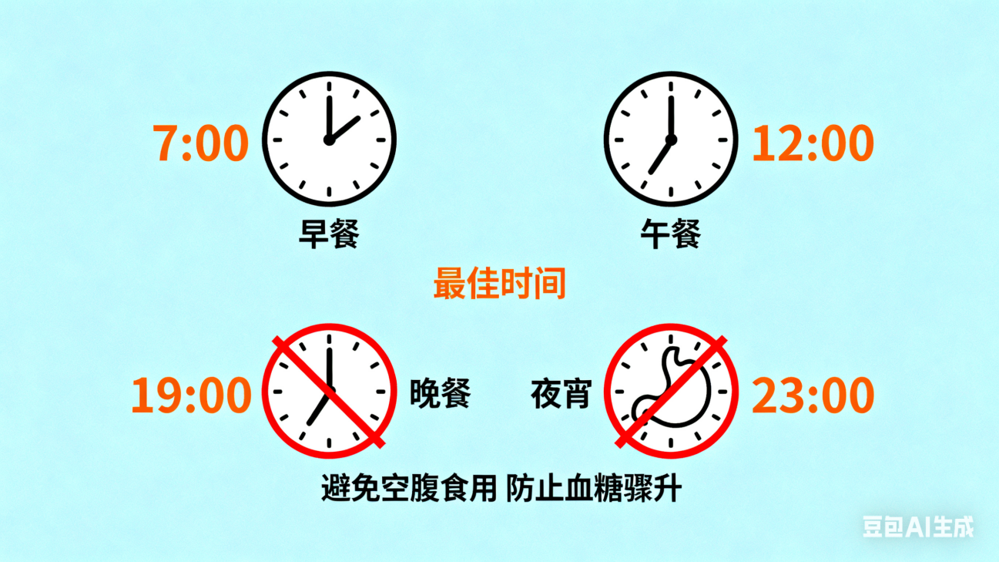 7:00
12:00
早餐
午餐
最佳时间
19:00
晚餐
夜宵
23:00
避免空腹食用 防止血糖骤升
豆包AI生成